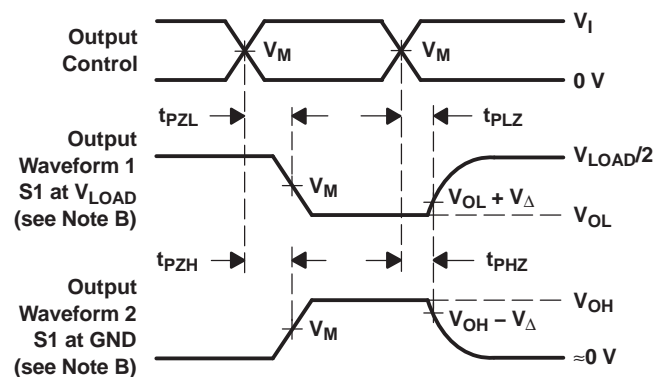 Output
Control
V_M
V_M
V_I
0 V
t_PZL
t_PLZ
Output
Waveform 1
S1 at V_LOAD
(see Note B)
V_M
V_LOAD/2
V_OL + V_Δ
V_OL
t_PZH
t_PHZ
Output
Waveform 2
S1 at GND
(see Note B)
V_M
V_OH
V_OH − V_Δ
≈0 V